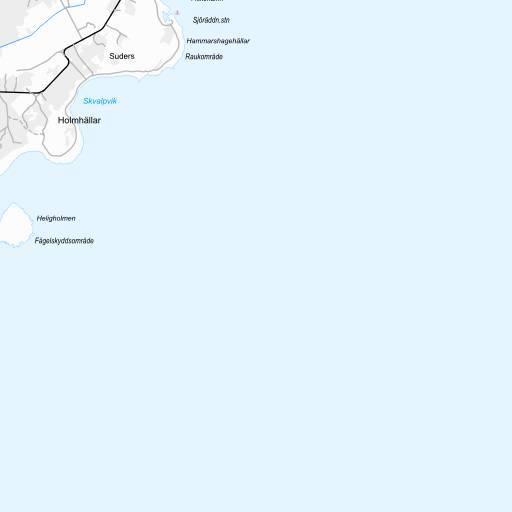 Sjöräddn.stn
Hammarshagehällar
Suders
Raukområde
Skvalpvik
Holmhällar
Heligholmen
Fågelskyddsområde